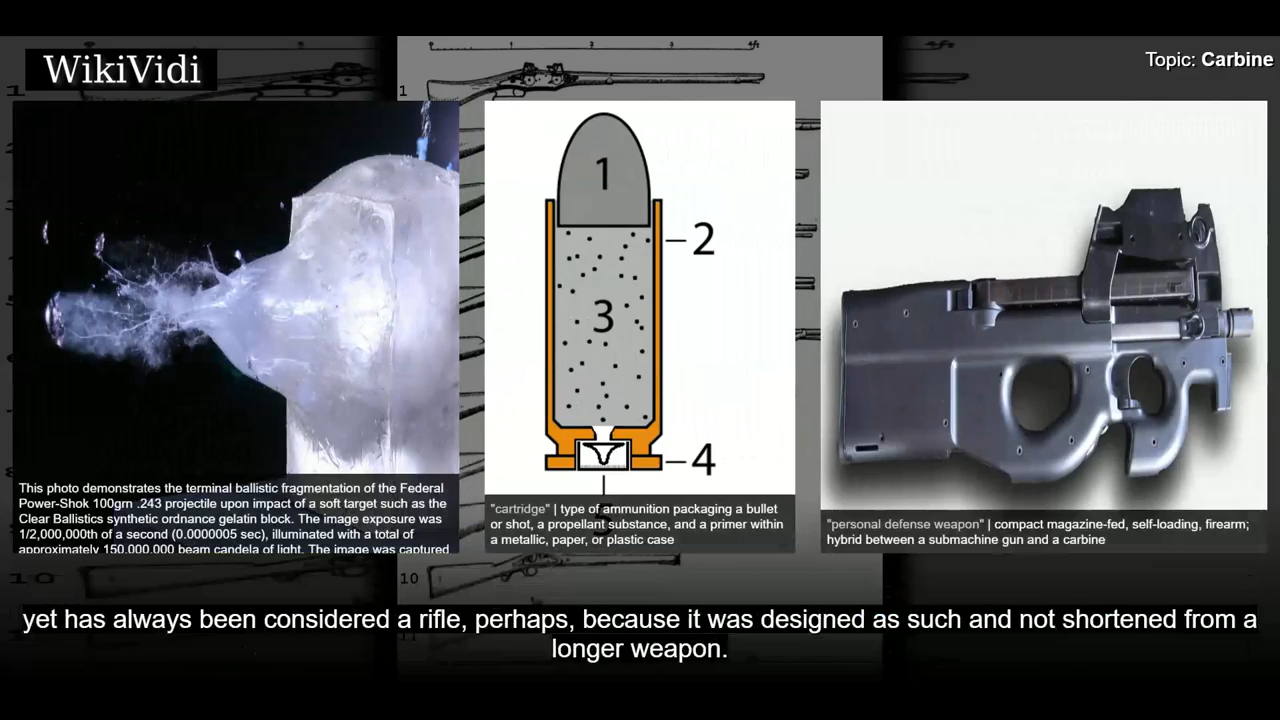 WikiVidi
Topic: Carbine
1
1
2
3
4
This photo demonstrates the terminal ballistic fragmentation of the Federal
Power-Shok 100grn .243 projectile upon impact of a soft target such as the
Clear Ballistics synthetic ordnance gelatin block. The image exposure was
1/2,000,000th of a second (0.0000005 sec), illuminated with a total of
approximately 150,000,000 beam candela of light. The image was captured
"cartridge" | type of ammunition packaging a bullet
or shot, a propellant substance, and a primer within
a metallic, paper, or plastic case
"personal defense weapon" | compact magazine-fed, self-loading, firearm;
hybrid between a submachine gun and a carbine
10
10
yet has always been considered a rifle, perhaps, because it was designed as such and not shortened from a
longer weapon.